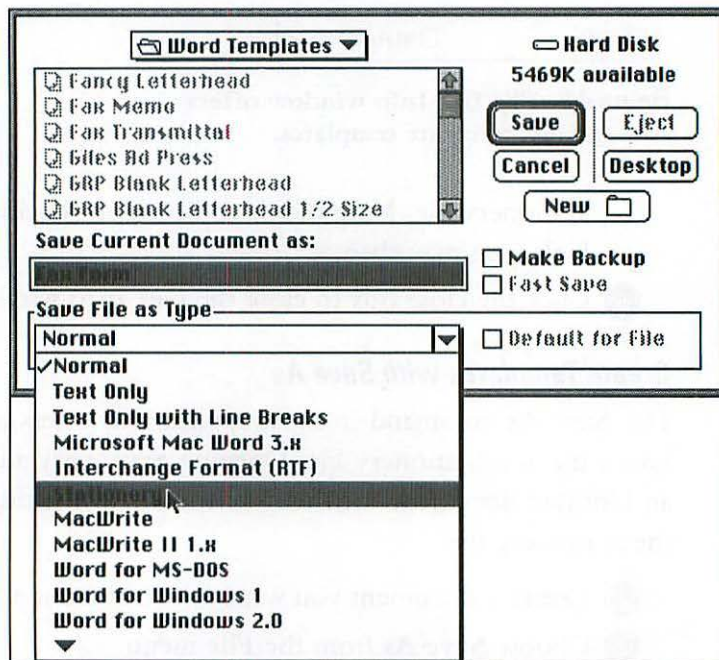 Word Templates
Hard Disk
5469K available
Fancy Letterhead
Fax Memo
Fax Transmittal
Giles Ad Press
GRP Blank Letterhead
GRP Blank Letterhead 1/2 Size
Save
Eject
Cancel
Desktop
New
Save Current Document as:
Fax Form
Make Backup
Fast Save
Save File as Type
Normal
Default for File
✓Normal
Text Only
Text Only with Line Breaks
Microsoft Mac Word 3.x
Interchange Format (RTF)
Stationery
MacWrite
MacWrite II 1.x
Word for MS-DOS
Word for Windows 1
Word for Windows 2.0